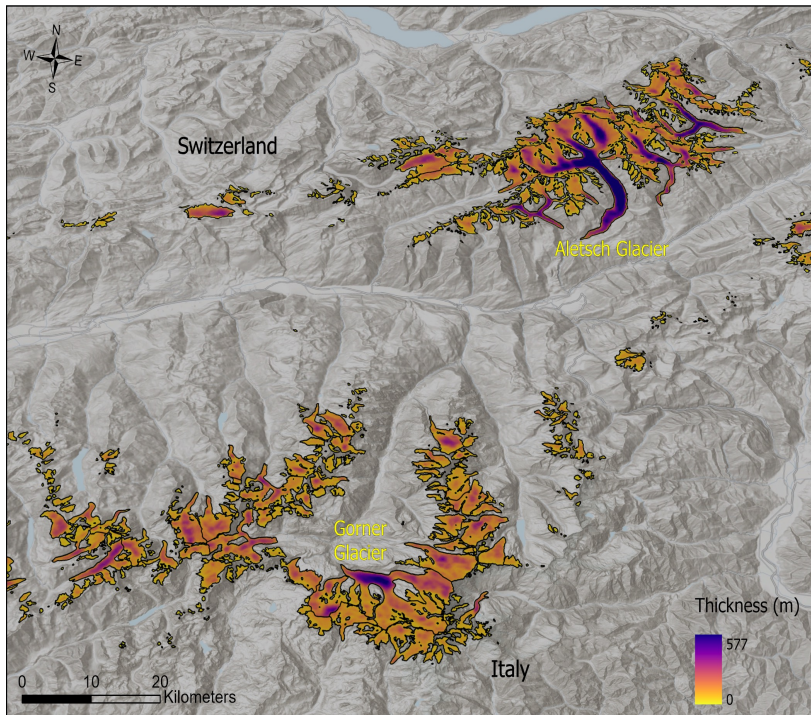 N
W E
S
Switzerland
Aletsch Glacier
Gorner
Glacier
Thickness (m)
577
0
Italy
0 10 20
Kilometers